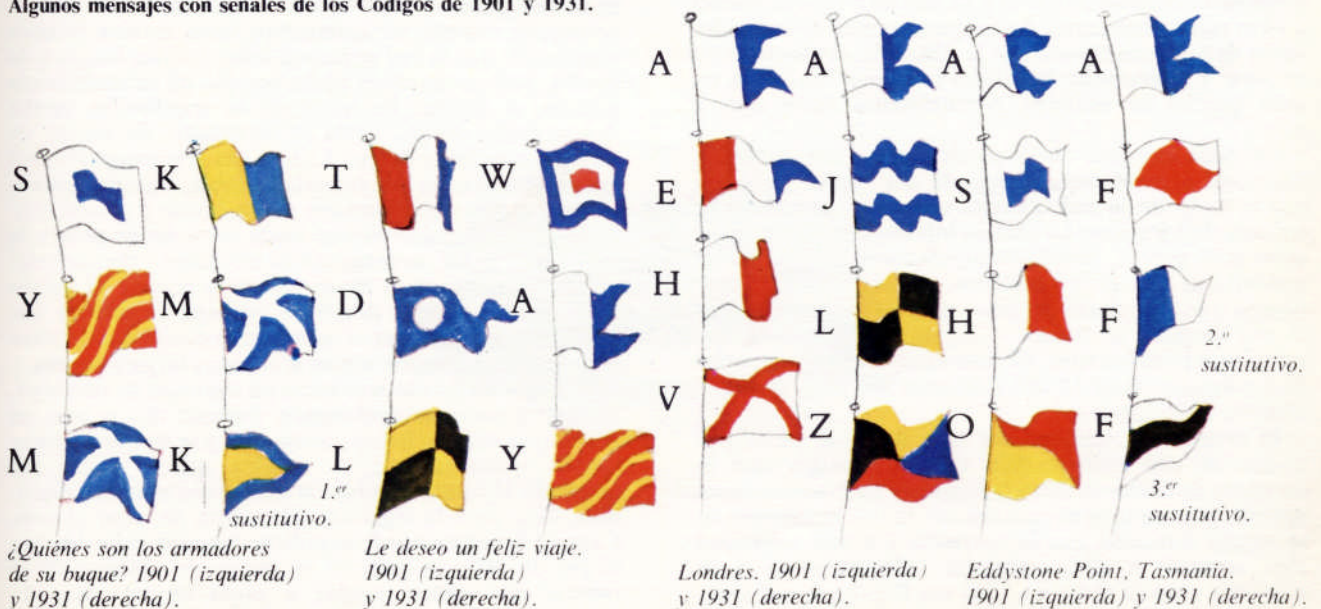 Algunos mensajes con señales de los Códigos de 1901 y 1931.
A A A A
S K T W
E J S F
Y M D A
H L H F
2.º
sustitutivo.
M K L Y
V Z O F
1.er
sustitutivo.
3.er
sustitutivo.
¿Quiénes son los armadores
de su buque? 1901 (izquierda)
y 1931 (derecha).
Le deseo un feliz viaje.
1901 (izquierda)
y 1931 (derecha).
Londres. 1901 (izquierda)
y 1931 (derecha).
Eddystone Point, Tasmania.
1901 (izquierda) y 1931 (derecha).